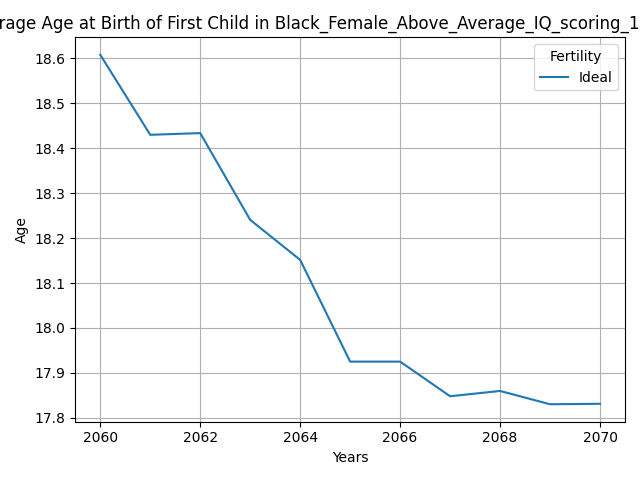 rage Age at Birth of First Child in Black_Female_Above_Average_IQ_scoring_1
Fertility
Ideal
18.6
18.5
18.4
18.3
18.2
18.1
18.0
17.9
17.8
Age
2060 2062 2064 2066 2068 2070
Years